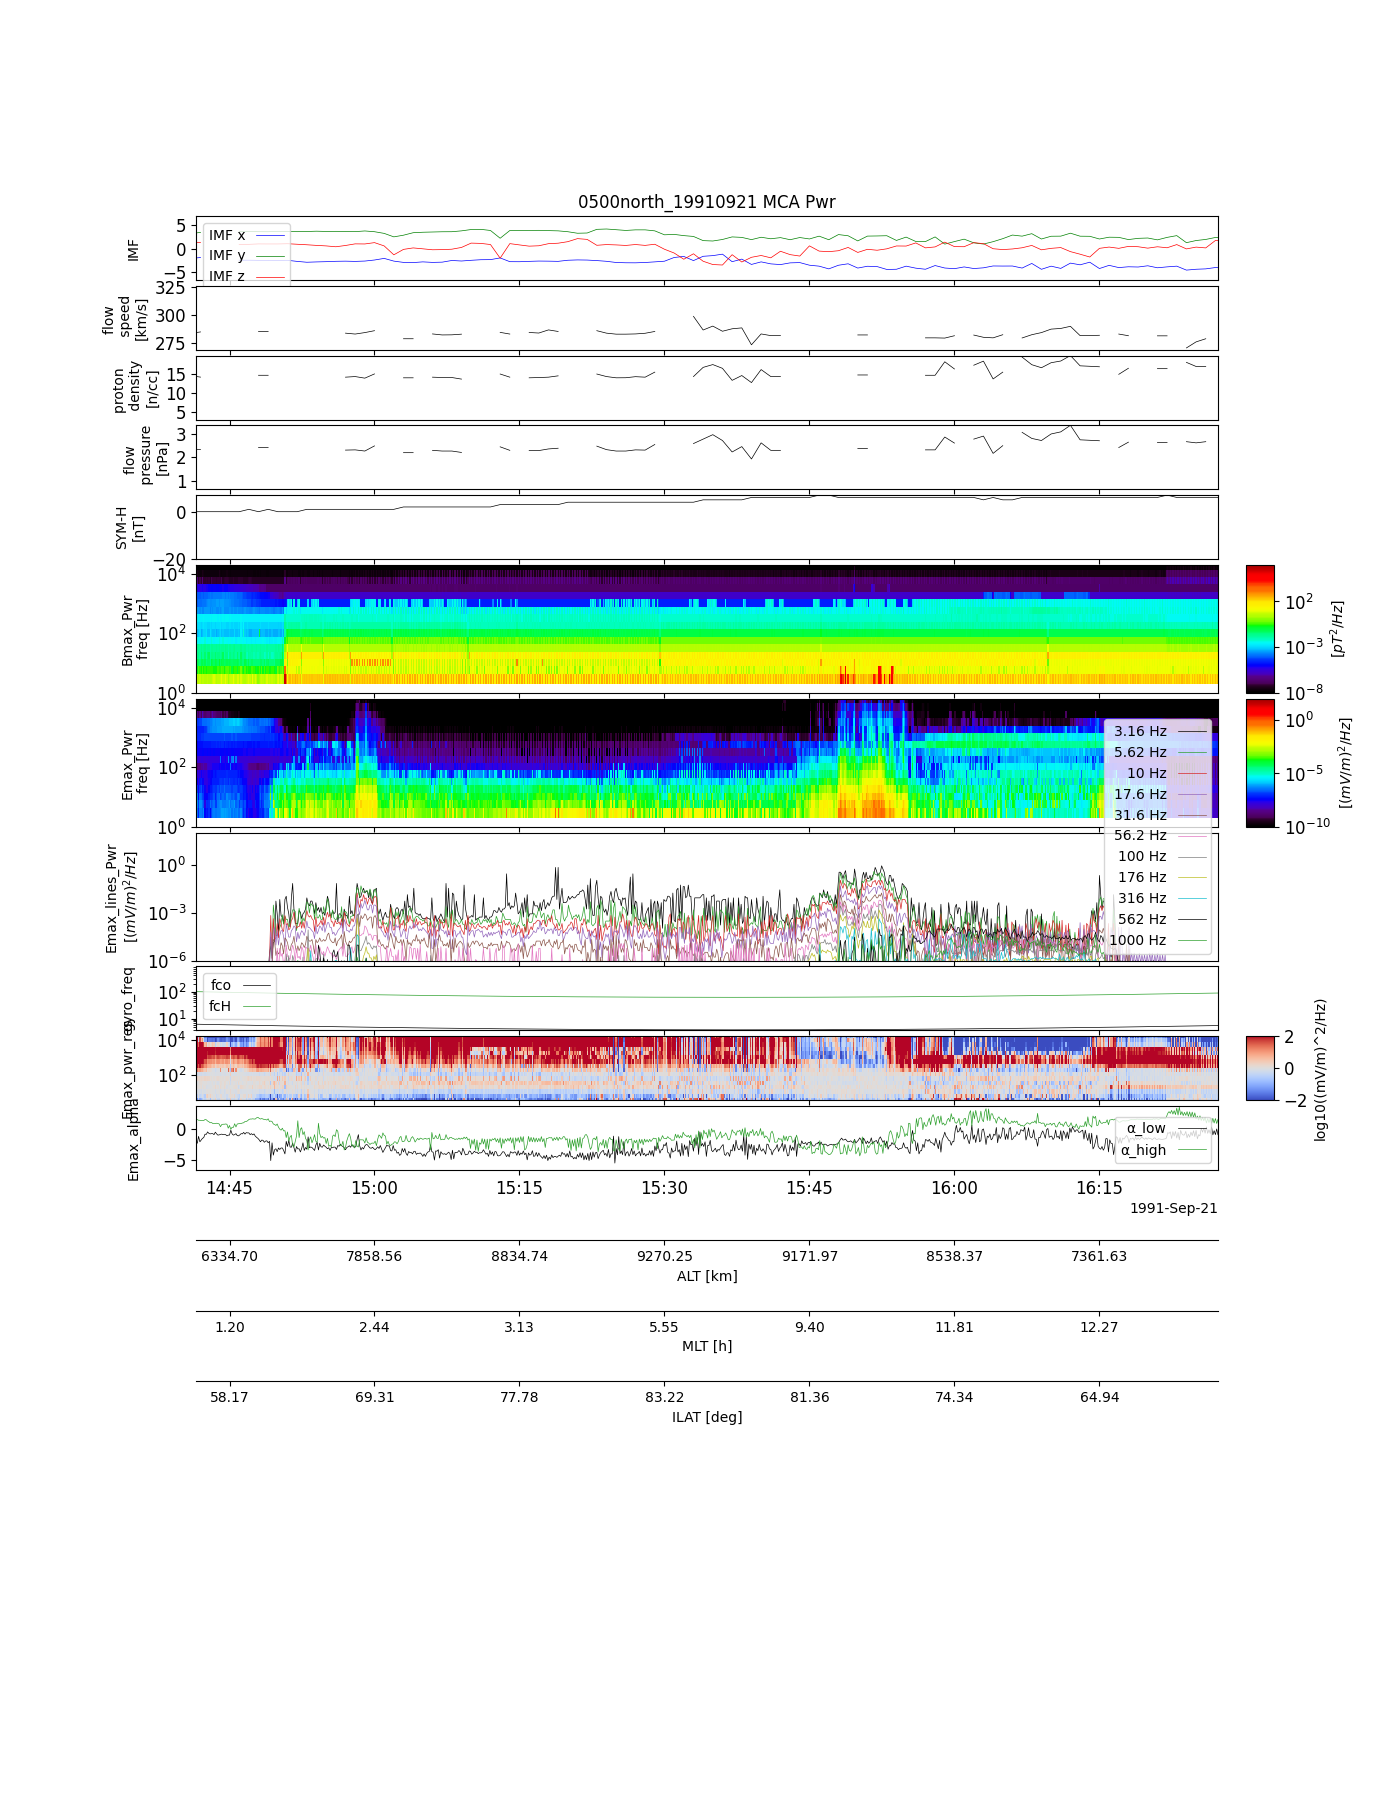 0500north_19910921 MCA Pwr
IMF
5
0
−5
IMF x
IMF y
IMF z
flow
speed
[km/s]
325
300
275
proton
density
[n/cc]
15
10
5
flow
pressure
[nPa]
3
2
1
SYM-H
[nT]
0
−20
Bmax_Pwr
freq [Hz]
10^4
10^2
10^0
10^2
10^-3
10^-8
[pT^2/Hz]
Emax_Pwr
freq [Hz]
10^4
10^2
10^0
10^0
10^-5
10^-10
[(mV/m)^2/Hz]
3.16 Hz
5.62 Hz
10 Hz
17.6 Hz
31.6 Hz
56.2 Hz
100 Hz
176 Hz
316 Hz
562 Hz
1000 Hz
Emax_lines_Pwr
[(mV/m)^2/Hz]
10^0
10^-3
10^-6
gyro_freq
10^2
10^1
fco
fcH
Emax_pwr_res
10^4
10^2
2
0
−2
log10((mV/m)^2/Hz)
Emax_alpha
0
−5
α_low
α_high
14:45 15:00 15:15 15:30 15:45 16:00 16:15
1991-Sep-21
6334.70 7858.56 8834.74 9270.25 9171.97 8538.37 7361.63
ALT [km]
1.20 2.44 3.13 5.55 9.40 11.81 12.27
MLT [h]
58.17 69.31 77.78 83.22 81.36 74.34 64.94
ILAT [deg]